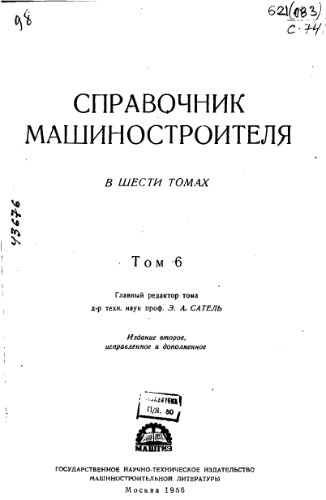 98
621(083)
С-74
СПРАВОЧНИК
МАШИНОСТРОИТЕЛЯ
В ШЕСТИ ТОМАХ
43676
Том 6
Главный редактор тома
д-р техн. наук проф. Э. А. САТЕЛЬ
Издание второе,
исправленное и дополненное
П/Я. 80
МАШГИЗ
ГОСУДАРСТВЕННОЕ НАУЧНО-ТЕХНИЧЕСКОЕ ИЗДАТЕЛЬСТВО
МАШИНОСТРОИТЕЛЬНОЙ ЛИТЕРАТУРЫ
Москва 1956